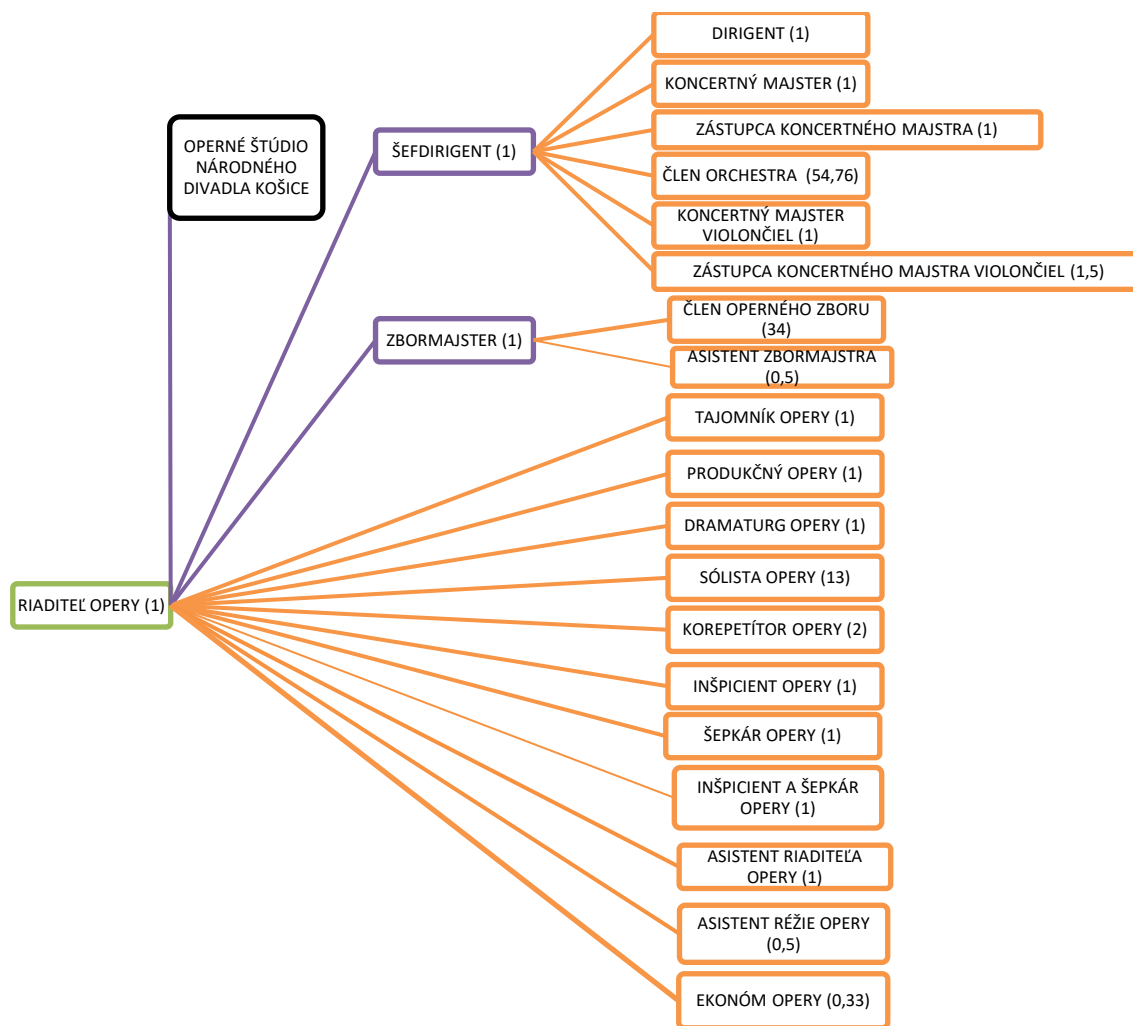 DIRIGENT (1)
KONCERTNÝ MAJSTER (1)
ZÁSTUPCA KONCERTNÉHO MAJSTRA (1)
ČLEN ORCHESTRA  (54,76)
KONCERTNÝ MAJSTER
VIOLONČIEL (1)
ZÁSTUPCA KONCERTNÉHO MAJSTRA VIOLONČIEL (1,5)
OPERNÉ ŠTÚDIO
NÁRODNÉHO
DIVADLA KOŠICE
ŠEFDIRIGENT (1)
ZBORMAJSTER (1)
ČLEN OPERNÉHO ZBORU
(34)
ASISTENT ZBORMAJSTRA
(0,5)
TAJOMNÍK OPERY (1)
PRODUKČNÝ OPERY (1)
DRAMATURG OPERY (1)
SÓLISTA OPERY (13)
RIADITEĽ OPERY (1)
KOREPETÍTOR OPERY (2)
INŠPICIENT OPERY (1)
ŠEPKÁR OPERY (1)
INŠPICIENT A ŠEPKÁR
OPERY (1)
ASISTENT RIADITEĽA
OPERY (1)
ASISTENT RÉŽIE OPERY
(0,5)
EKONÓM OPERY (0,33)